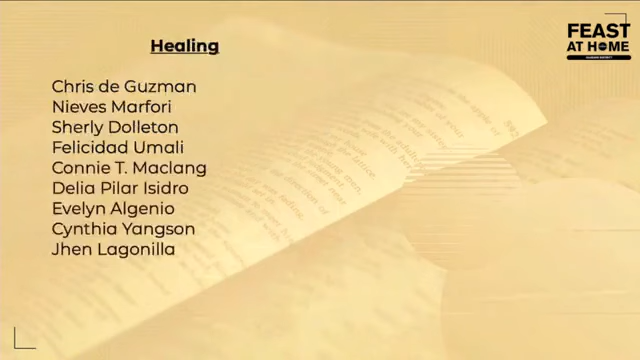 Healing
FEAST
AT HOME
Chris de Guzman
Nieves Marfori
Sherly Dolleton
Felicidad Umali
Connie T. Maclang
Delia Pilar Isidro
Evelyn Algenio
Cynthia Yangson
Jhen Lagonilla